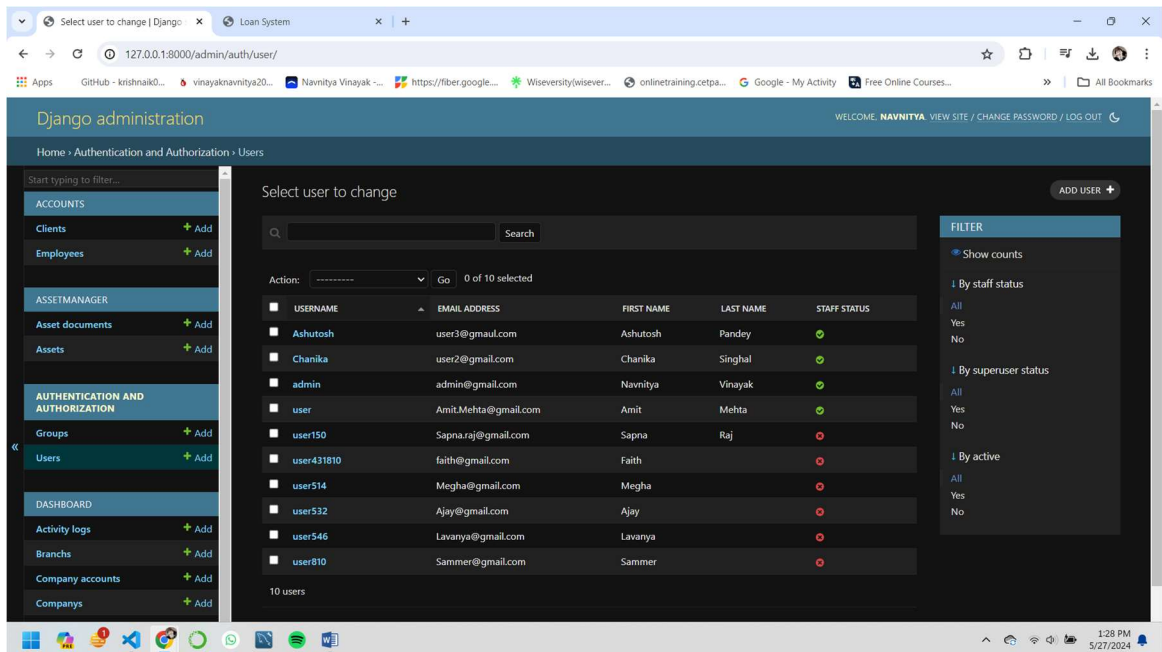 Select user to change | Django
Loan System
127.0.0.1:8000/admin/auth/user/
Apps GitHub - krishnaik0... vinayaknavnitya20... Navnitya Vinayak -... https://fiber.google.... Wiseversity(wisever... onlinetraining.cetpa... Google - My Activity Free Online Courses... » All Bookmarks
Django administration
WELCOME, NAVNITYA. VIEW SITE / CHANGE PASSWORD / LOG OUT
Home › Authentication and Authorization › Users
Start typing to filter...
ACCOUNTS
Clients + Add
Employees + Add
ASSETMANAGER
Asset documents + Add
Assets + Add
AUTHENTICATION AND
AUTHORIZATION
Groups + Add
Users + Add
DASHBOARD
Activity logs + Add
Branchs + Add
Company accounts + Add
Companys + Add
«
Select user to change
ADD USER +
Search
Action: --------- Go 0 of 10 selected
USERNAME EMAIL ADDRESS FIRST NAME LAST NAME STAFF STATUS
Ashutosh user3@gmaul.com Ashutosh Pandey
Chanika user2@gmail.com Chanika Singhal
admin admin@gmail.com Navnitya Vinayak
user Amit.Mehta@gmail.com Amit Mehta
user150 Sapna.raj@gmail.com Sapna Raj
user431810 faith@gmail.com Faith
user514 Megha@gmail.com Megha
user532 Ajay@gmail.com Ajay
user546 Lavanya@gmail.com Lavanya
user810 Sammer@gmail.com Sammer
10 users
FILTER
Show counts
↓ By staff status
All
Yes
No
↓ By superuser status
All
Yes
No
↓ By active
All
Yes
No
PRE
1
1:28 PM
5/27/2024